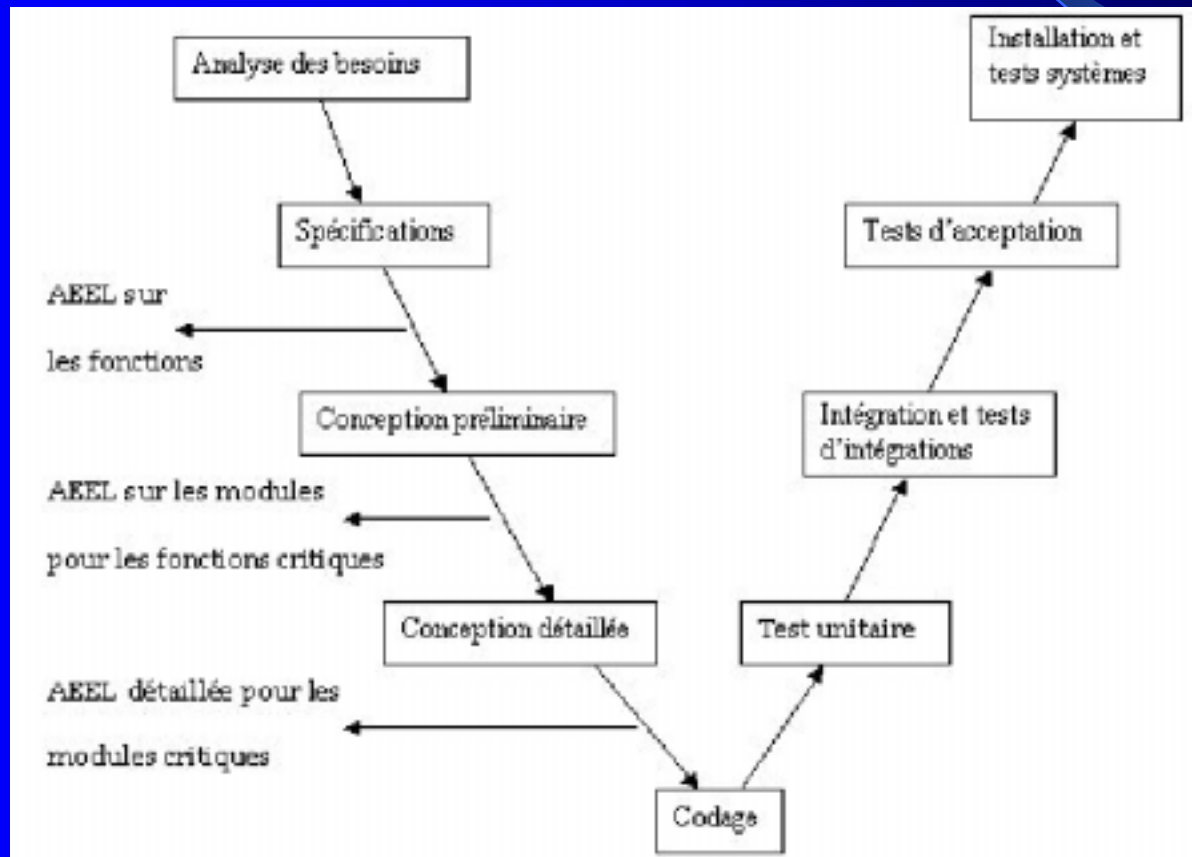 Analyse des besoins
Installation et
tests systèmes
Spécifications
Tests d'acceptation
AEEL sur
les fonctions
Conception préliminaire
Intégration et tests
d'intégrations
AEEL sur les modules
pour les fonctions critiques
Conception détaillée
Test unitaire
AEEL détaillée pour les
modules critiques
Codage